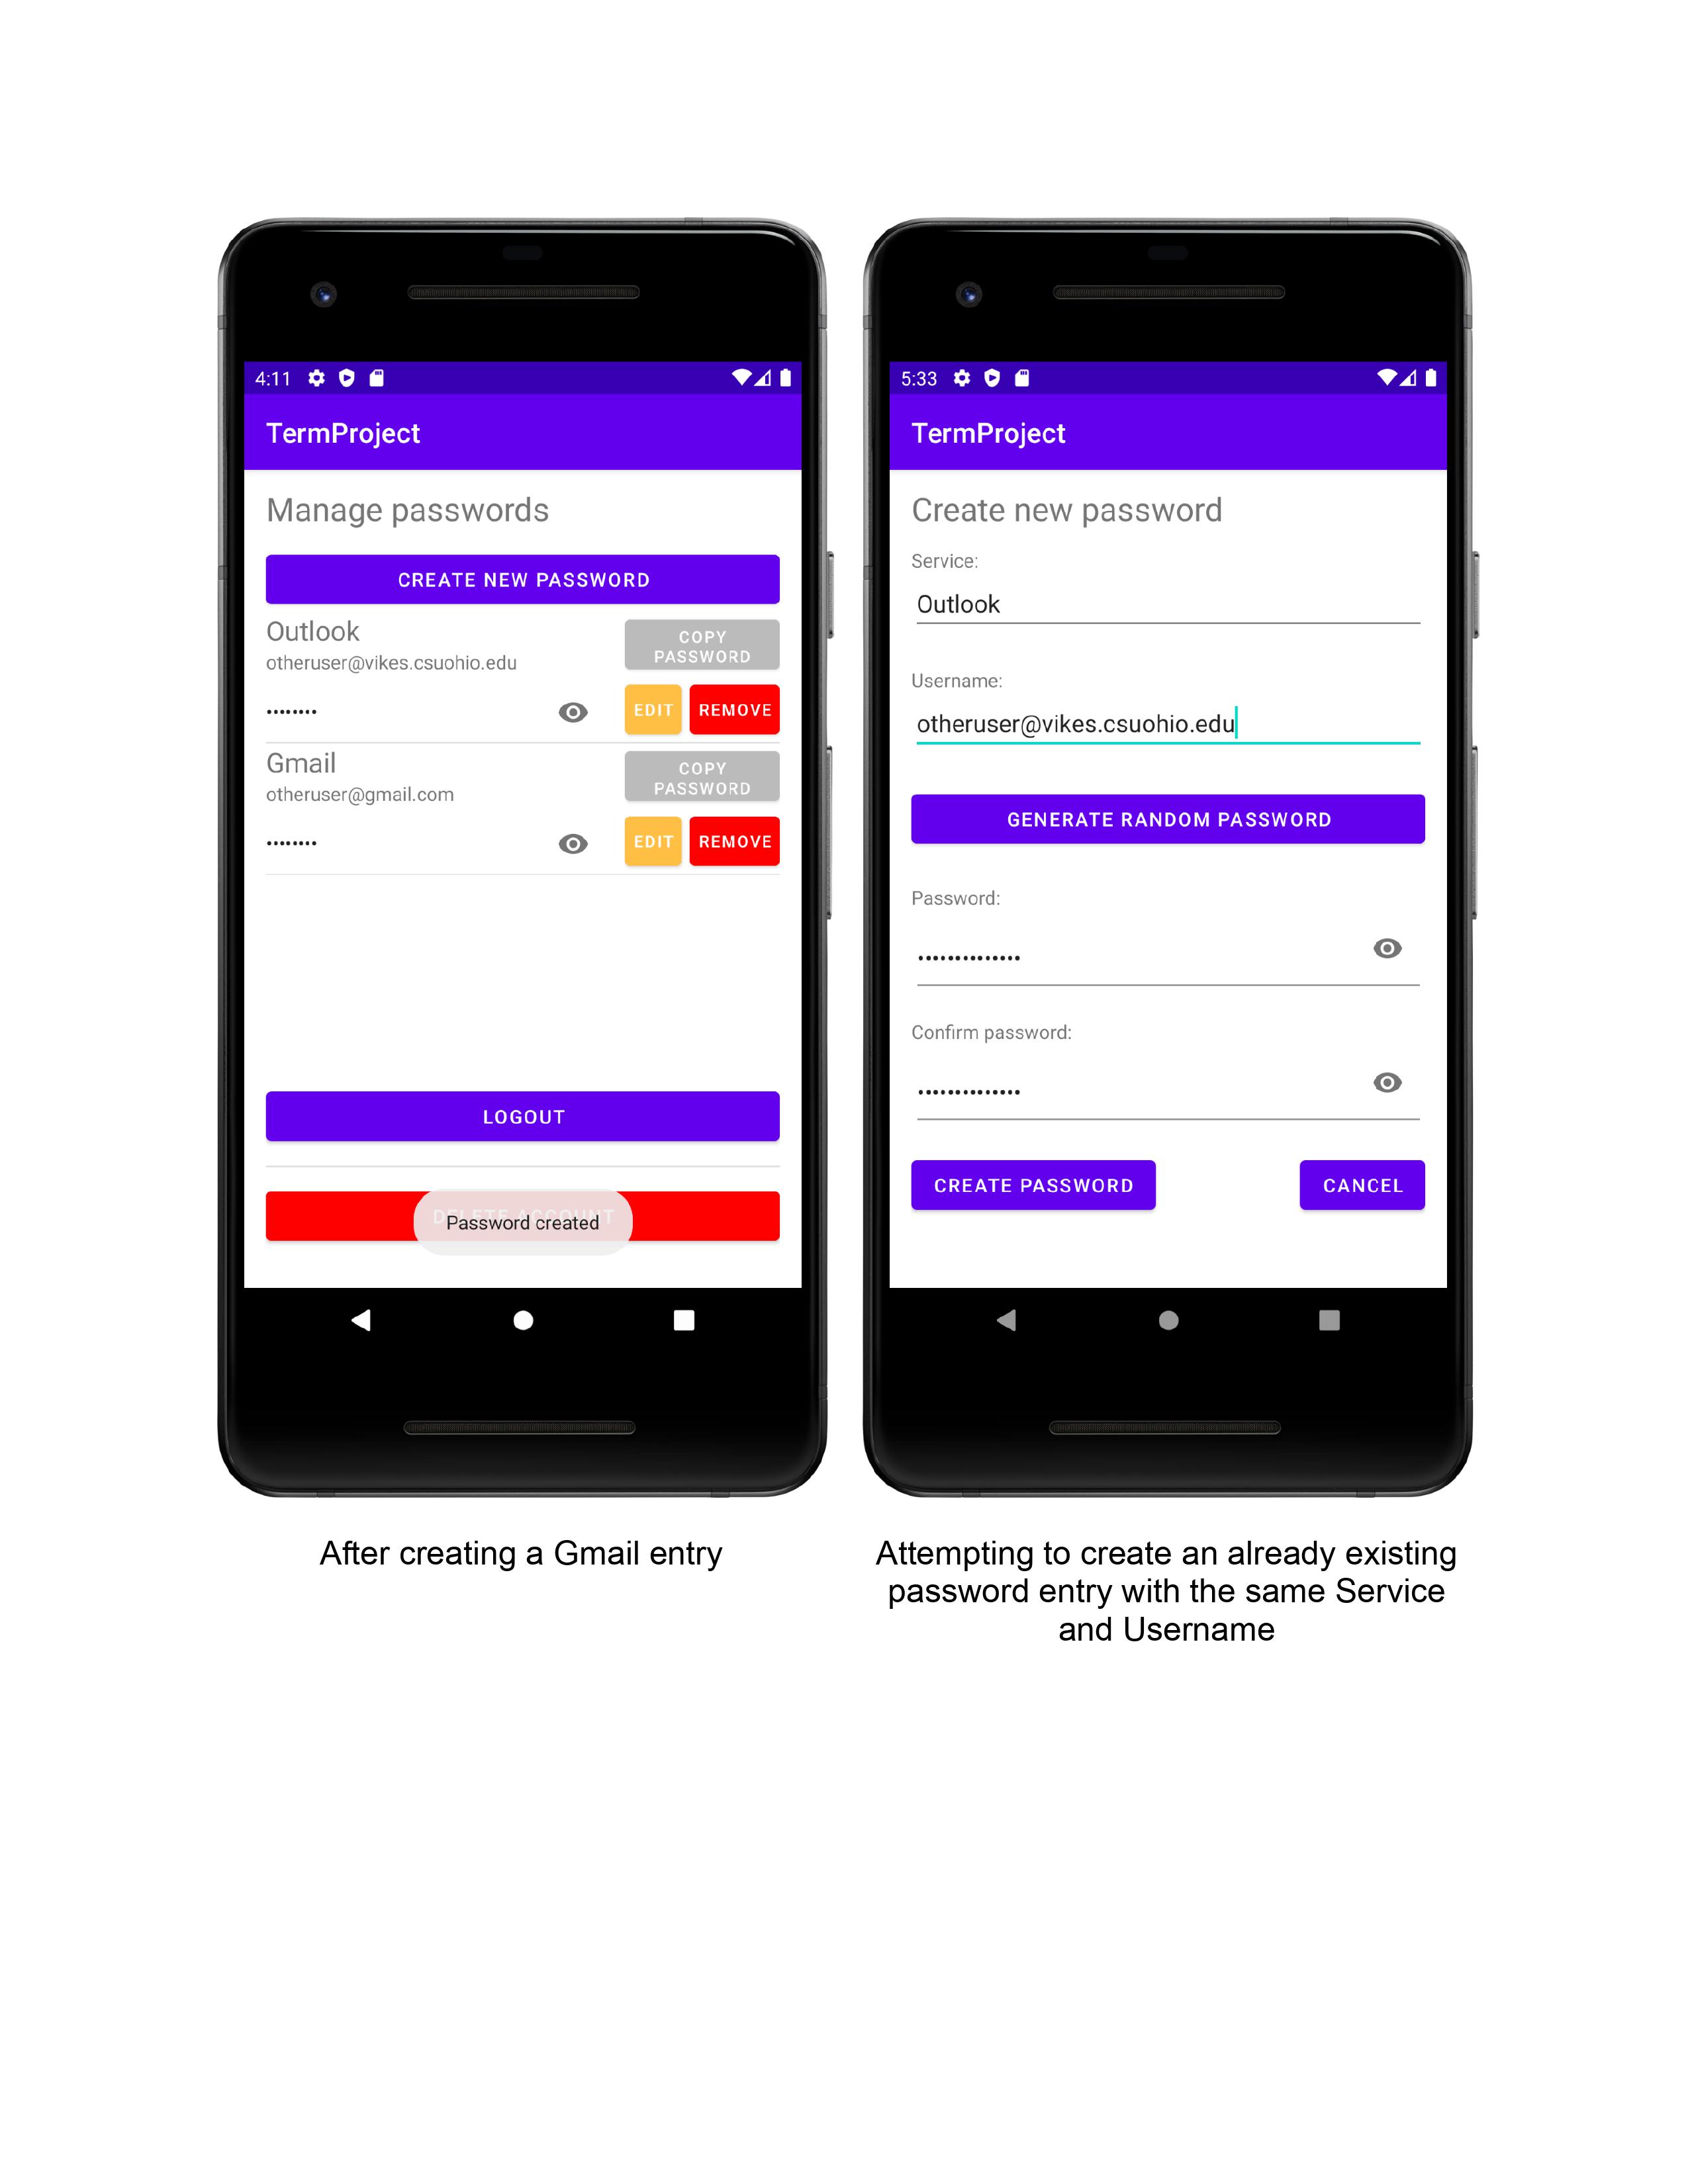 4:11
TermProject
Manage passwords
CREATE NEW PASSWORD
Outlook
otheruser@vikes.csuohio.edu
COPY
PASSWORD
••••••••
EDIT
REMOVE
Gmail
otheruser@gmail.com
COPY
PASSWORD
••••••••
EDIT
REMOVE
LOGOUT
DELETE ACCOUNT
Password created
After creating a Gmail entry
5:33
TermProject
Create new password
Service:
Outlook
Username:
otheruser@vikes.csuohio.edu
GENERATE RANDOM PASSWORD
Password:
••••••••••••••
Confirm password:
••••••••••••••
CREATE PASSWORD
CANCEL
Attempting to create an already existing
password entry with the same Service
and Username